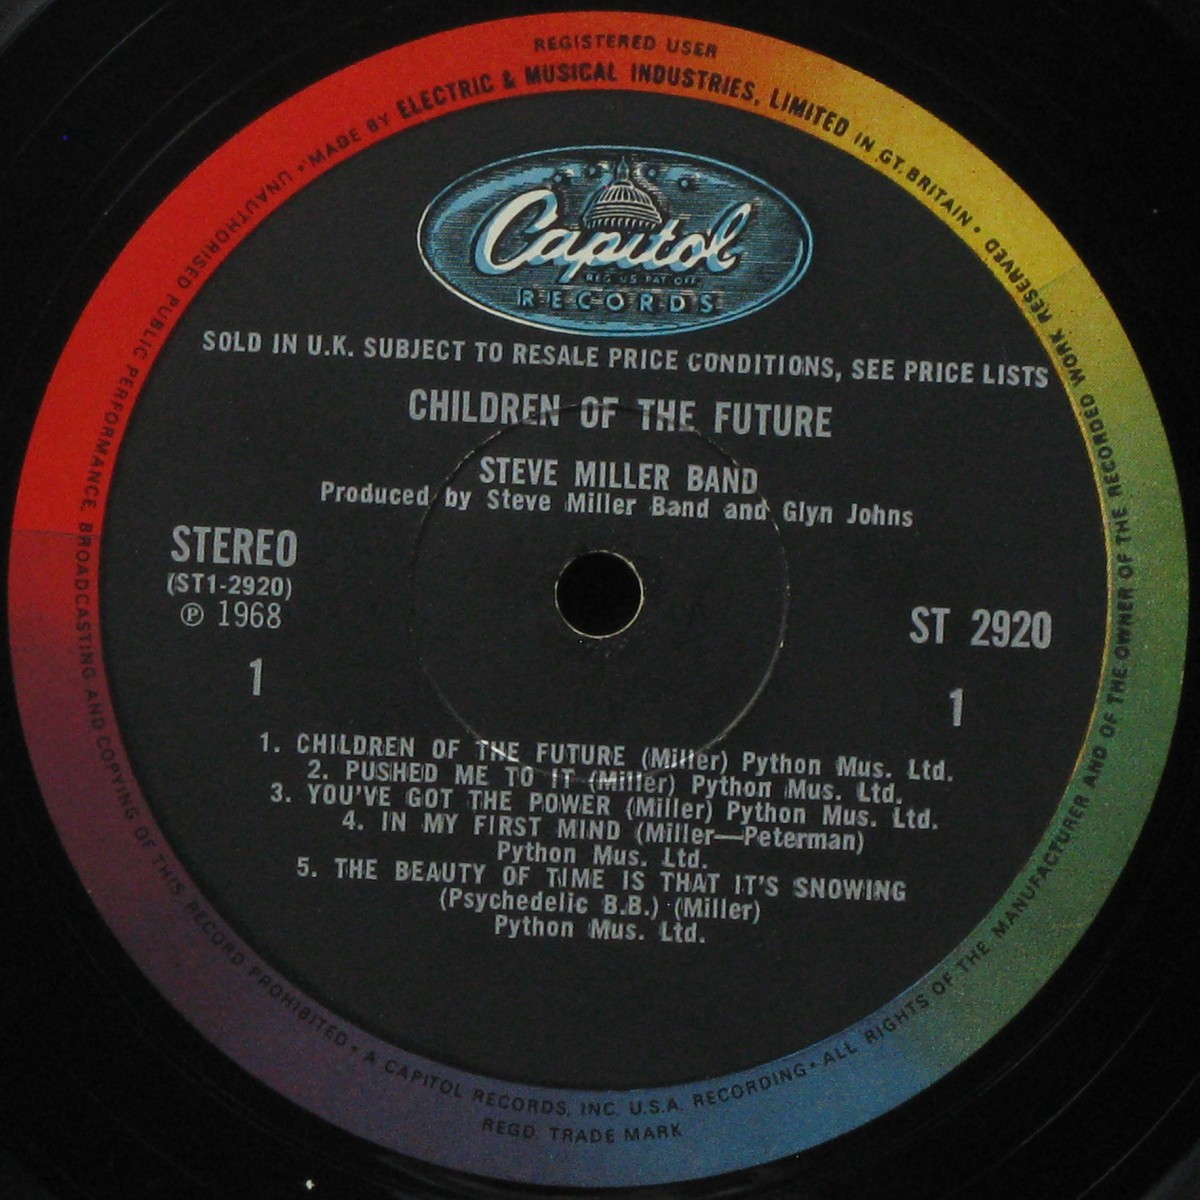 REGISTERED USER
UNAUTHORISED PUBLIC PERFORMANCE, BROADCASTING AND COPYING OF THIS RECORD PROHIBITED • A CAPITOL RECORDS, INC. U.S.A. RECORDING • ALL RIGHTS OF THE MANUFACTURER AND OF THE OWNER OF THE RECORDED WORK RESERVED • MADE BY ELECTRIC & MUSICAL INDUSTRIES, LIMITED IN GT. BRITAIN •
Capitol
REG. U.S. PAT. OFF.
RECORDS
SOLD IN U.K. SUBJECT TO RESALE PRICE CONDITIONS, SEE PRICE LISTS
CHILDREN OF THE FUTURE
STEVE MILLER BAND
Produced by Steve Miller Band and Glyn Johns
STEREO
(ST1-2920)
℗ 1968
1
ST 2920
1
1. CHILDREN OF THE FUTURE (Miller) Python Mus. Ltd.
2. PUSHED ME TO IT (Miller) Python Mus. Ltd.
3. YOU'VE GOT THE POWER (Miller) Python Mus. Ltd.
4. IN MY FIRST MIND (Miller—Peterman)
Python Mus. Ltd.
5. THE BEAUTY OF TIME IS THAT IT'S SNOWING
(Psychedelic B.B.) (Miller)
Python Mus. Ltd.
REGD. TRADE MARK